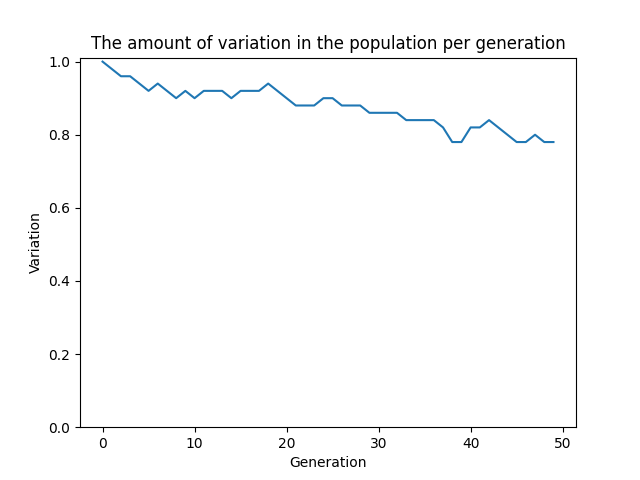 The amount of variation in the population per generation
1.0
0.8
0.6
0.4
0.2
0.0
Variation
0 10 20 30 40 50
Generation